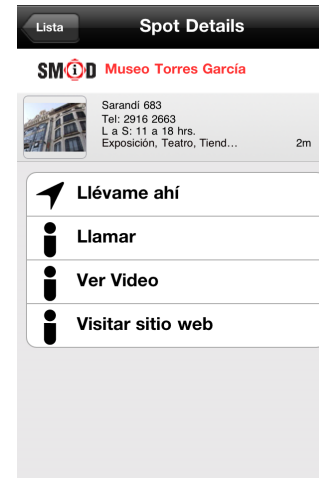 Lista
Spot Details
SMiD Museo Torres García
Sarandi 683
Tel: 2916 2663
L a S: 11 a 18 hrs.
Exposición, Teatro, Tiend... 2m
Llévame ahí
Llamar
Ver Video
Visitar sitio web